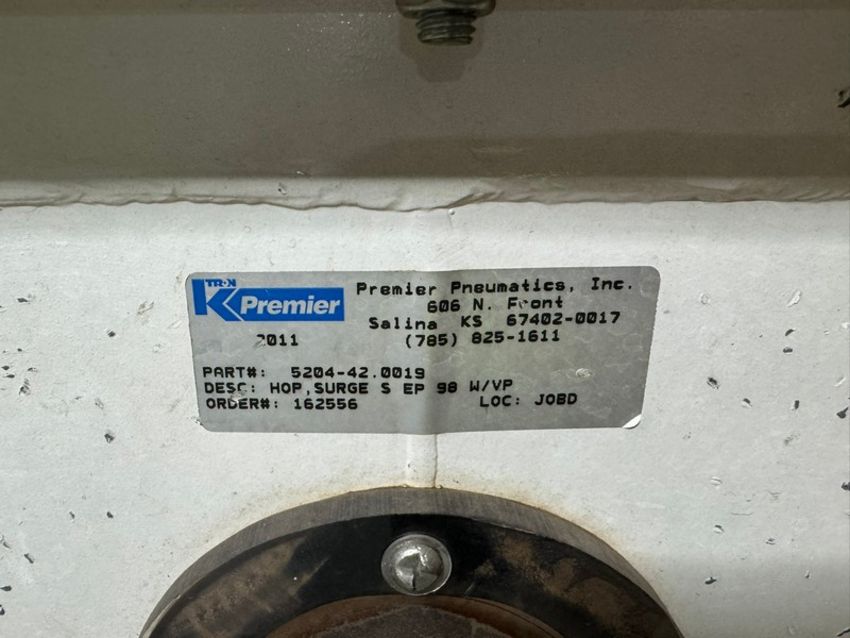 K-TRON
Premier
Premier Pneumatics, Inc.
606 N. Front
Salina KS 67402-0017
2011 (785) 825-1611
PART#: 5204-42.0019
DESC: HOP,SURGE S EP 98 W/VP
ORDER#: 162556 LOC: JOBD